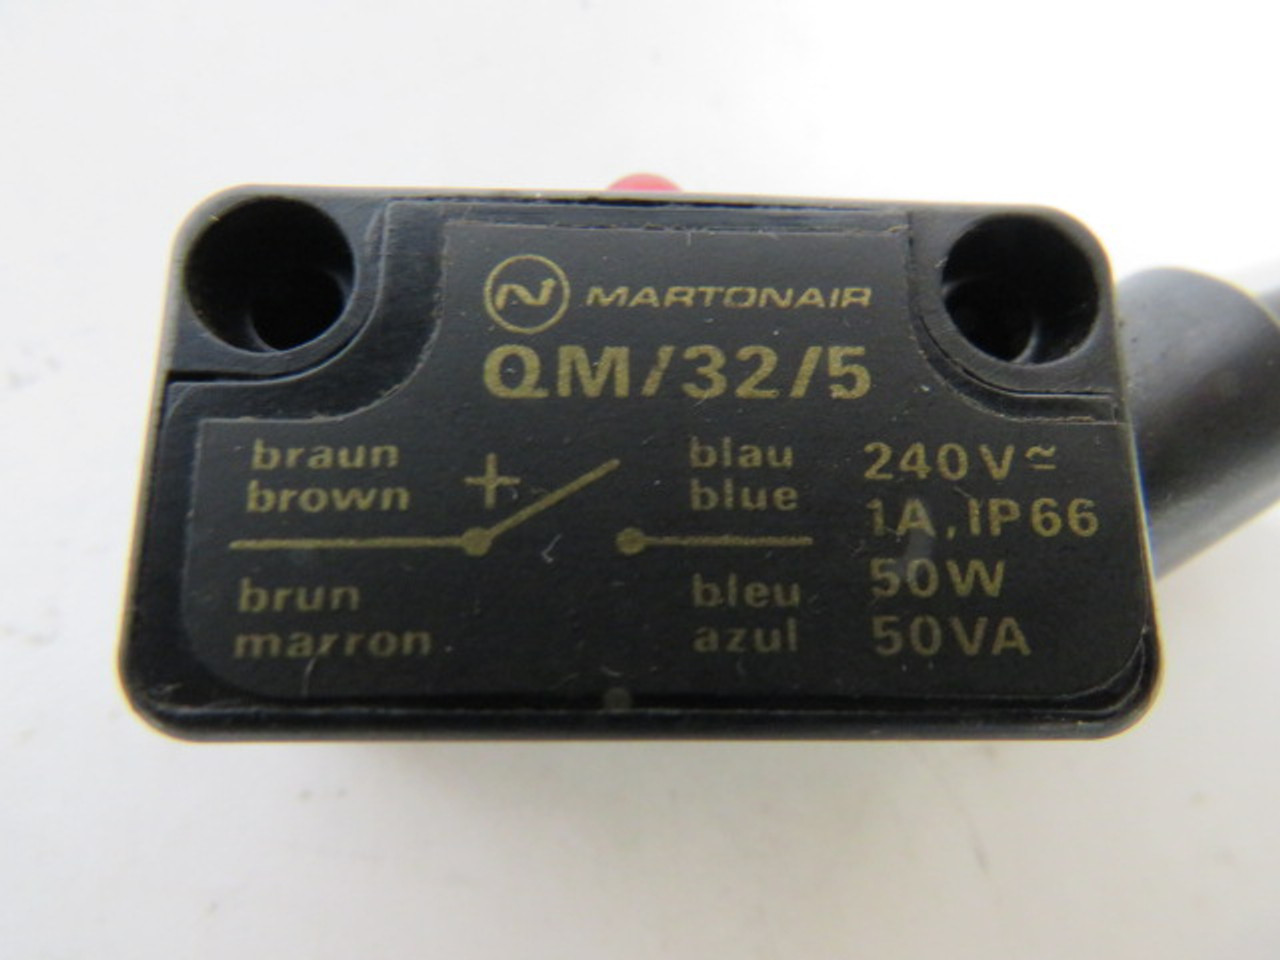 N MARTONAIR
QM/32/5
braun
brown
+
blau
blue
brun
marron
bleu
azul
240V≃
1A, IP66
50W
50VA